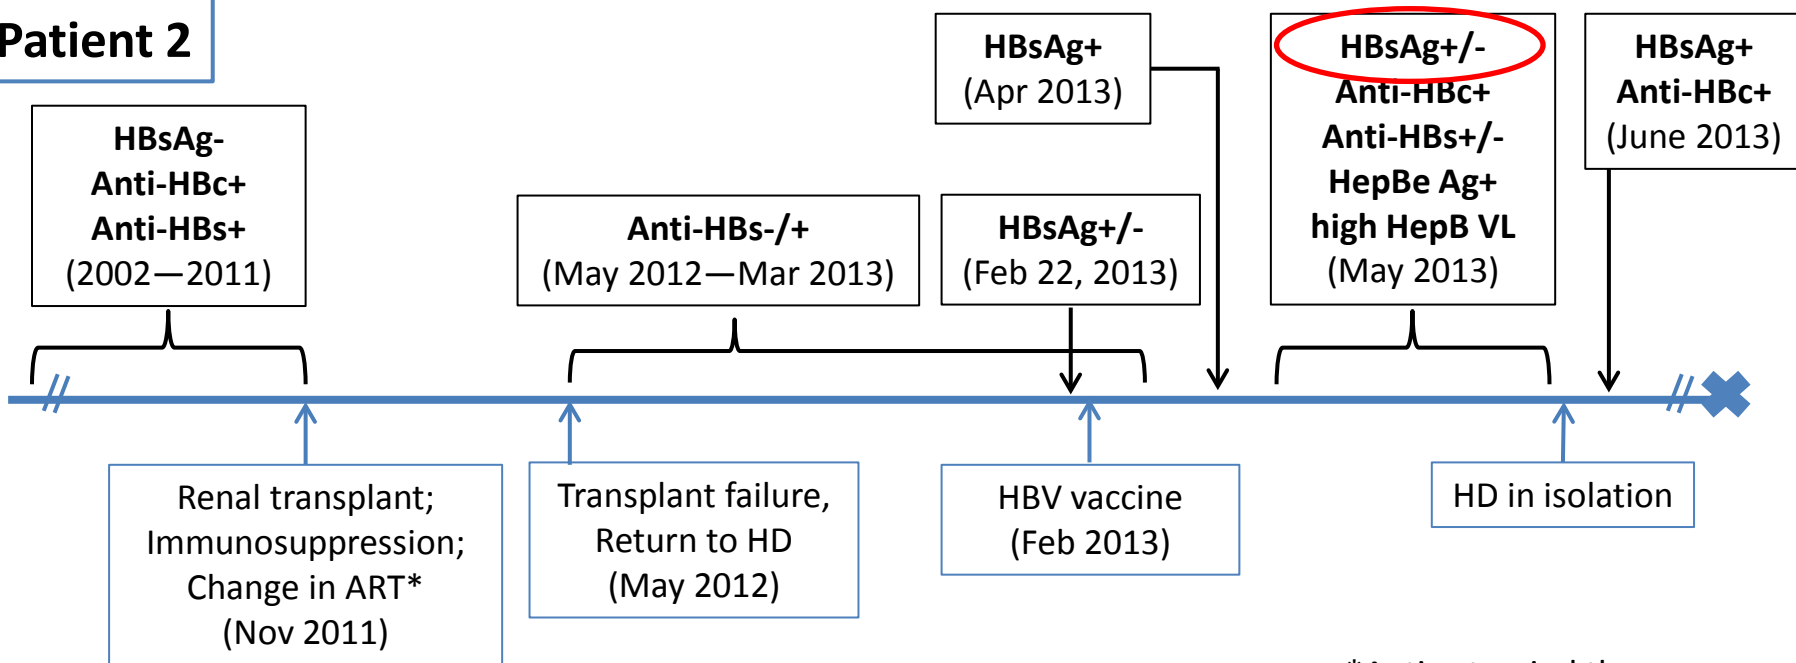 Patient 2
HBsAg-
Anti-HBc+
Anti-HBs+
(2002—2011)
Anti-HBs-/+
(May 2012—Mar 2013)
HBsAg+
(Apr 2013)
HBsAg+/-
(Feb 22, 2013)
HBsAg+/-
Anti-HBc+
Anti-HBs+/-
HepBe Ag+
high HepB VL
(May 2013)
HBsAg+
Anti-HBc+
(June 2013)
Renal transplant;
Immunosuppression;
Change in ART*
(Nov 2011)
Transplant failure,
Return to HD
(May 2012)
HBV vaccine
(Feb 2013)
HD in isolation